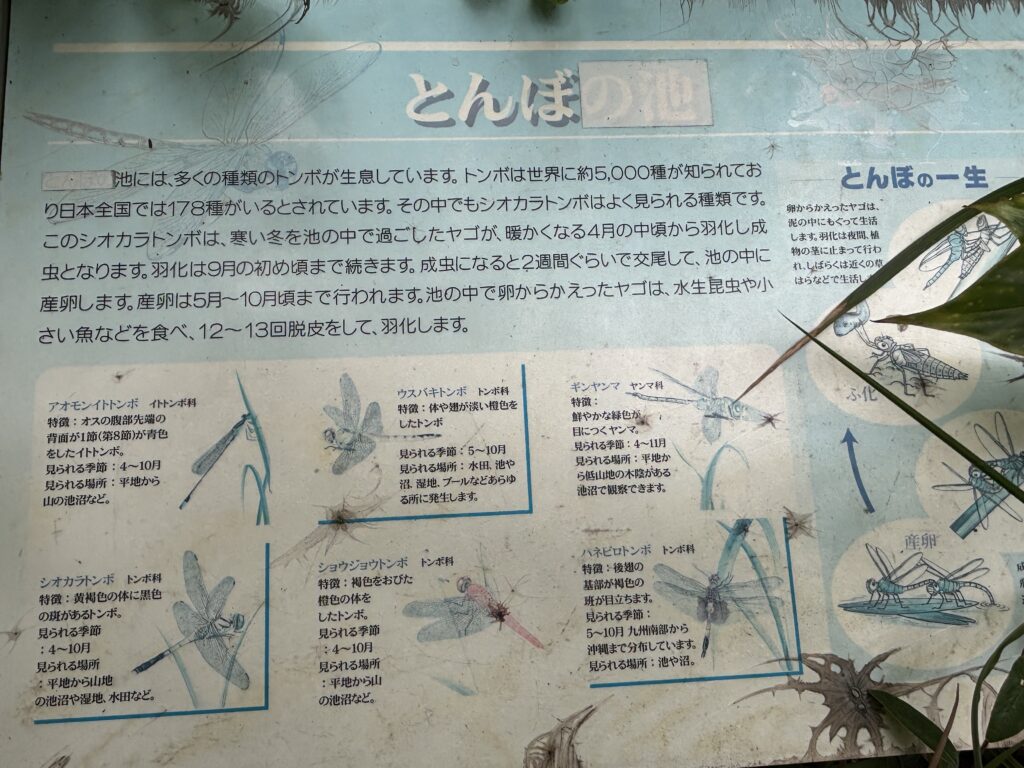 とんぼの池
池には、多くの種類のトンボが生息しています。トンボは世界に約5,000種が知られてお
り日本全国では178種がいるとされています。その中でもシオカラトンボはよく見られる種類です。
このシオカラトンボは、寒い冬を池の中で過ごしたヤゴが、暖かくなる4月の中頃から羽化し成
虫となります。羽化は9月の初め頃まで続きます。成虫になると2週間ぐらいで交尾して、池の中に
産卵します。産卵は5月～10月頃まで行われます。池の中で卵からかえったヤゴは、水生昆虫や小
さい魚などを食べ、12～13回脱皮をして、羽化します。
アオモンイトトンボ イトトンボ科
特徴：オスの腹部先端の
背面が1節(第8節)が青色
をしたイトトンボ。
見られる季節：4～10月
見られる場所：平地から
山の池沼など。
ウスバキトンボ トンボ科
特徴：体や翅が淡い橙色を
したトンボ
見られる季節：5～10月
見られる場所：水田、池や
沼、湿地、プールなどあらゆ
る所に発生します。
ギンヤンマ ヤンマ科
特徴：
鮮やかな緑色が
目につくヤンマ。
見られる季節：4～11月
見られる場所：平地か
ら低山地の木陰がある
池沼で観察できます。
シオカラトンボ トンボ科
特徴：黄褐色の体に黒色
の斑があるトンボ。
見られる季節
：4～10月
見られる場所
：平地から山地
の池沼や湿地、水田など。
ショウジョウトンボ トンボ科
特徴：褐色をおびた
橙色の体を
したトンボ。
見られる季節
：4～10月
見られる場所
：平地から山
の池沼など。
ハネビロトンボ トンボ科
特徴：後翅の
基部が褐色の
斑が目立ちます。
見られる季節：
5～10月 九州南部から
沖縄まで分布しています。
見られる場所：池や沼。
とんぼの一生
卵からかえったヤゴは、
泥の中にもぐって生活
します。羽化は夜間、植
物の茎に止まって行わ
れ、しばらくは近くの草
はらなどで生活し
ふ化
産卵